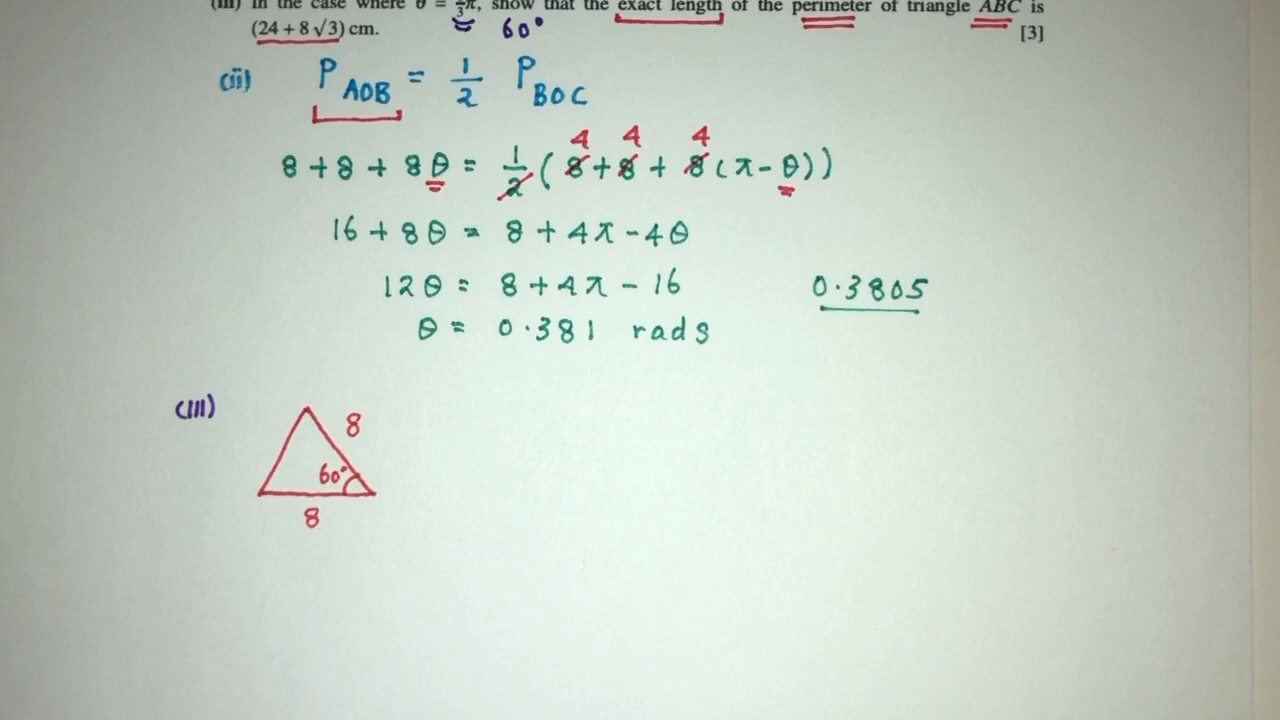 (iii) In the case where θ = ⅓π, show that the exact length of the perimeter of triangle ABC is
(24 + 8√3) cm. 60° [3]
(ii) P AOB = 1/2 P BOC
4 4 4
8 + 8 + 8θ = 1/2 (8 + 8 + 8(π - θ))
16 + 8θ = 8 + 4π - 4θ
12θ = 8 + 4π - 16 0.3805
θ = 0.381 rads
(III)
8
60°
8